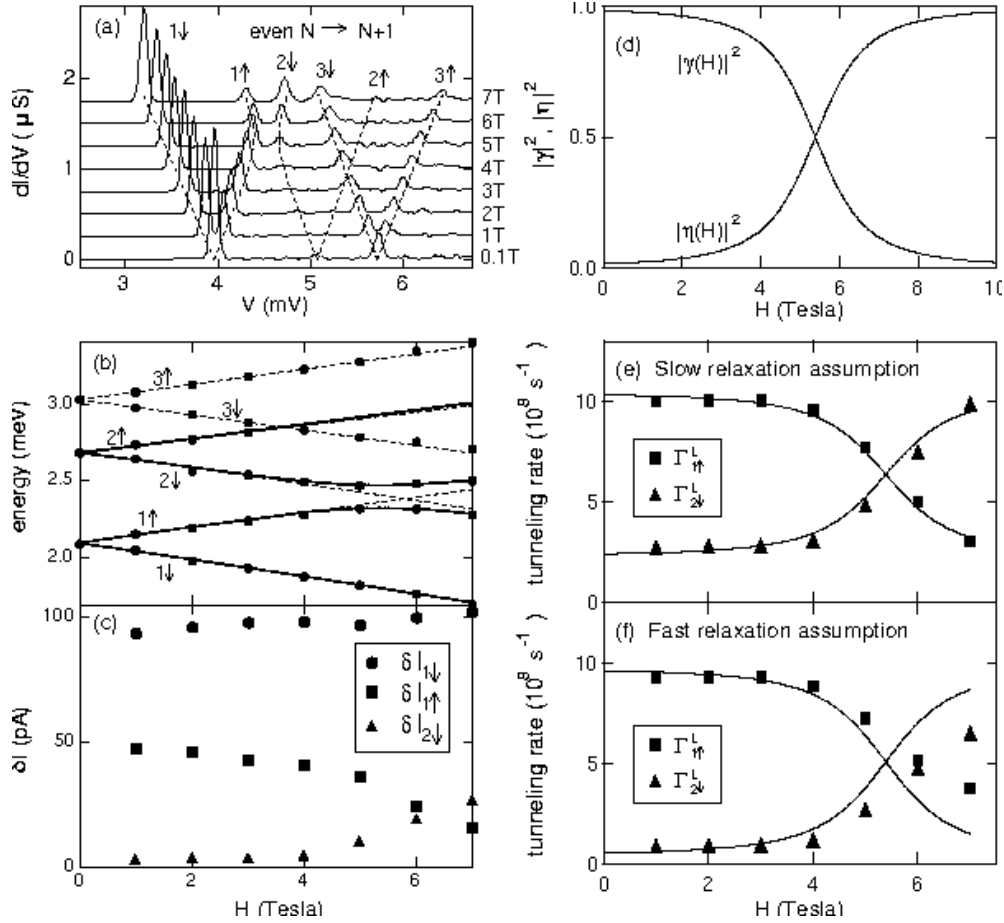 (a)
even N → N+1
1↓
1↑
2↓
3↓
2↑
3↑
7T
6T
5T
4T
3T
2T
1T
0.1T
2
1
0
dI/dV ( μS)
3
4
5
6
V (mV)
(b)
3↑
3↓
2↑
2↓
1↑
1↓
3.0
2.5
2.0
energy (meV)
(c)
100
50
0
δI (pA)
δ I1↓
δ I1↑
δ I2↓
0
2
4
6
H (Tesla)
(d)
|γ(H)|²
|η(H)|²
1.0
0.5
0.0
|γ|², |η|²
0
2
4
6
8
10
H (Tesla)
(e) Slow relaxation assumption
10
5
0
Γᴸ1↑
Γᴸ2↓
tunneling rate (10⁸ s⁻¹)
(f) Fast relaxation assumption
10
5
0
Γᴸ1↑
Γᴸ2↓
tunneling rate (10⁸ s⁻¹)
0
2
4
6
8
H (Tesla)